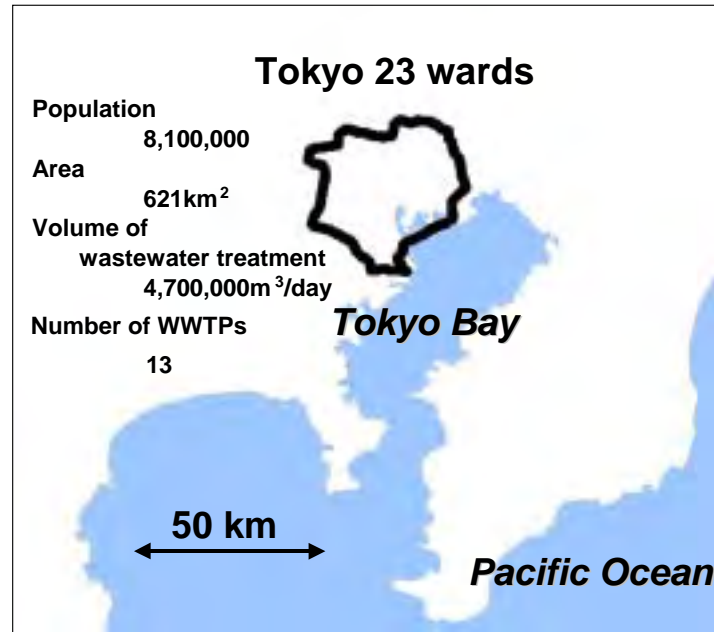 Tokyo 23 wards
Population
8,100,000
Area
621km²
Volume of
wastewater treatment
4,700,000m³/day
Number of WWTPs
13
Tokyo Bay
50 km
Pacific Ocean